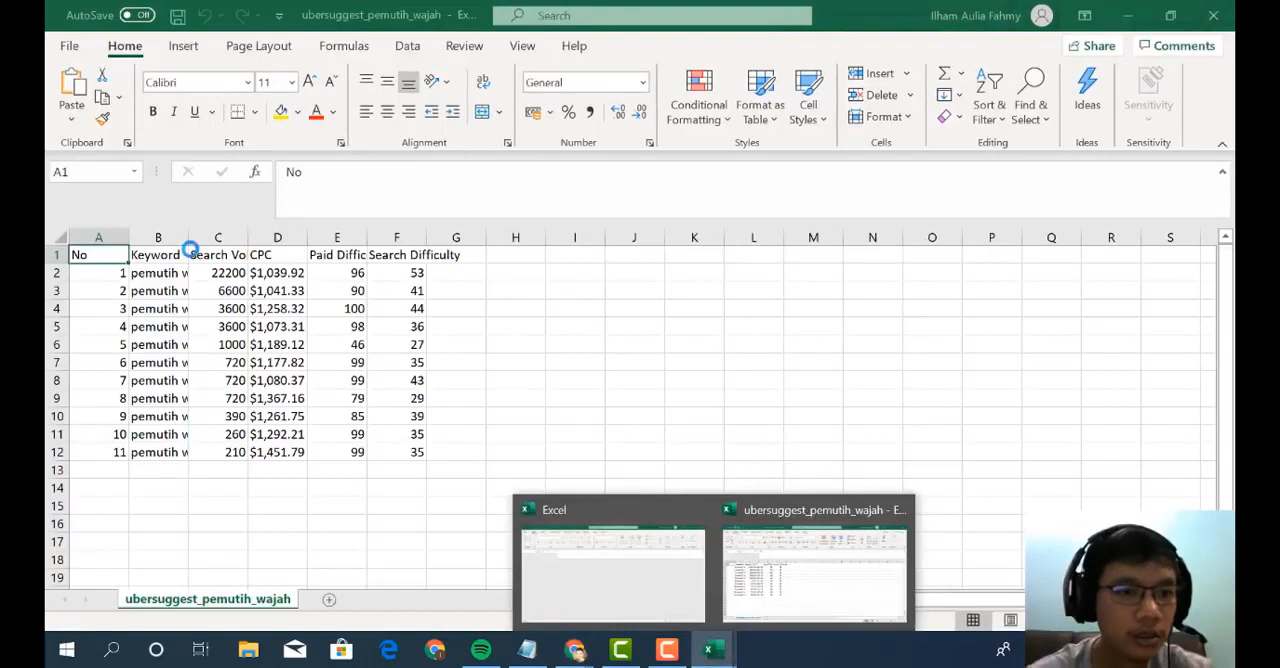 AutoSave Off ubersuggest_pemutih_wajah - Ex... Search Ilham Aulia Fahmy
File Home Insert Page Layout Formulas Data Review View Help Share Comments
Paste
Calibri 11
B I U
General
Conditional Formatting
Format as Table
Cell Styles
Insert
Delete
Format
Sort & Filter
Find & Select
Ideas
Sensitivity
Clipboard Font Alignment Number Styles Cells Editing Ideas Sensitivity
A1 fx No
A B C D E F G H I J K L M N O P Q R S
1 No Keyword Search Vo CPC Paid Diffic Search Difficulty
2 1 pemutih w 22200 $1,039.92 96 53
3 2 pemutih w 6600 $1,041.33 90 41
4 3 pemutih w 3600 $1,258.32 100 44
5 4 pemutih w 3600 $1,073.31 98 36
6 5 pemutih w 1000 $1,189.12 46 27
7 6 pemutih w 720 $1,177.82 99 35
8 7 pemutih w 720 $1,080.37 99 43
9 8 pemutih w 720 $1,367.16 79 29
10 9 pemutih w 390 $1,261.75 85 39
11 10 pemutih w 260 $1,292.21 99 35
12 11 pemutih w 210 $1,451.79 99 35
13
14
15
16
17
18
19
Excel ubersuggest_pemutih_wajah - E...
ubersuggest_pemutih_wajah